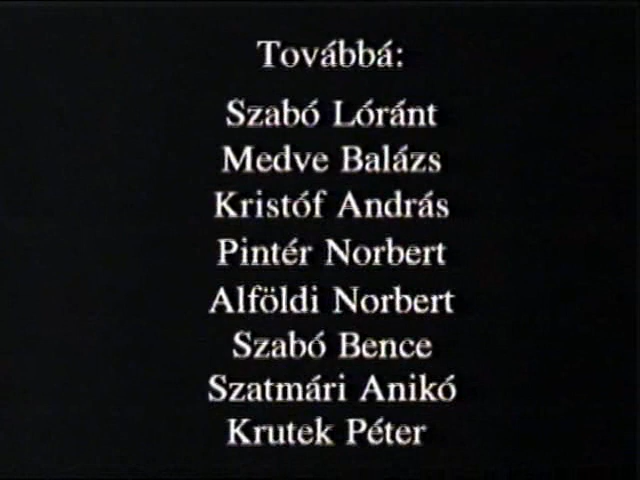 Továbbá:
Szabó Lóránt
Medve Balázs
Kristóf András
Pintér Norbert
Alföldi Norbert
Szabó Bence
Szatmári Anikó
Krutek Péter